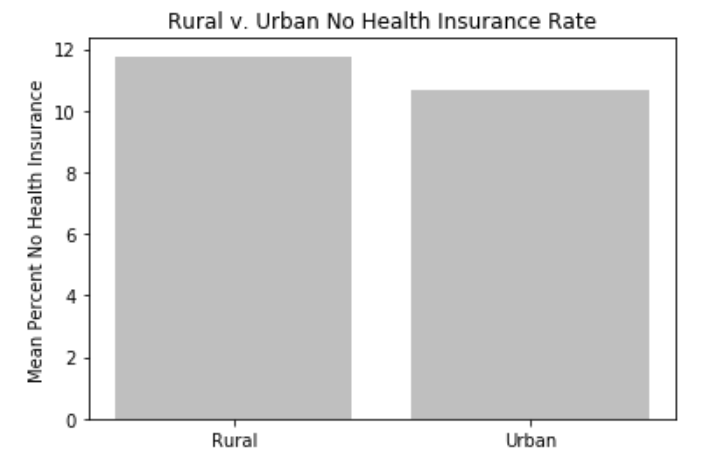 Rural v. Urban No Health Insurance Rate
Mean Percent No Health Insurance
12
10
8
6
4
2
0
Rural
Urban